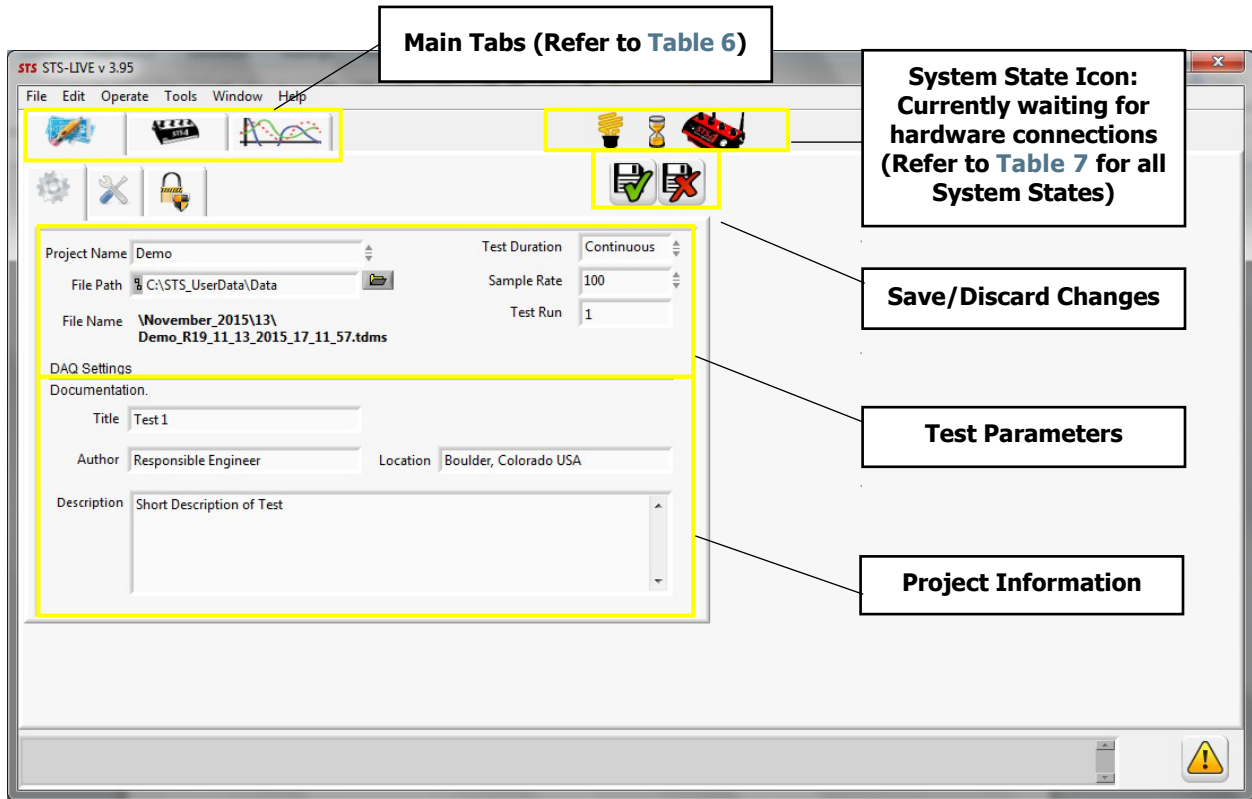 Main Tabs (Refer to Table 6)
STS STS-LIVE v 3.95
File Edit Operate Tools Window Help
STS4
STS4
System State Icon:
Currently waiting for
hardware connections
(Refer to Table 7 for all
System States)
Project Name Demo
File Path C:\STS_UserData\Data
File Name \November_2015\13\
Demo_R19_11_13_2015_17_11_57.tdms
Test Duration Continuous
Sample Rate 100
Test Run 1
DAQ Settings
Save/Discard Changes
Documentation.
Title Test 1
Author Responsible Engineer Location Boulder, Colorado USA
Description Short Description of Test
Test Parameters
Project Information